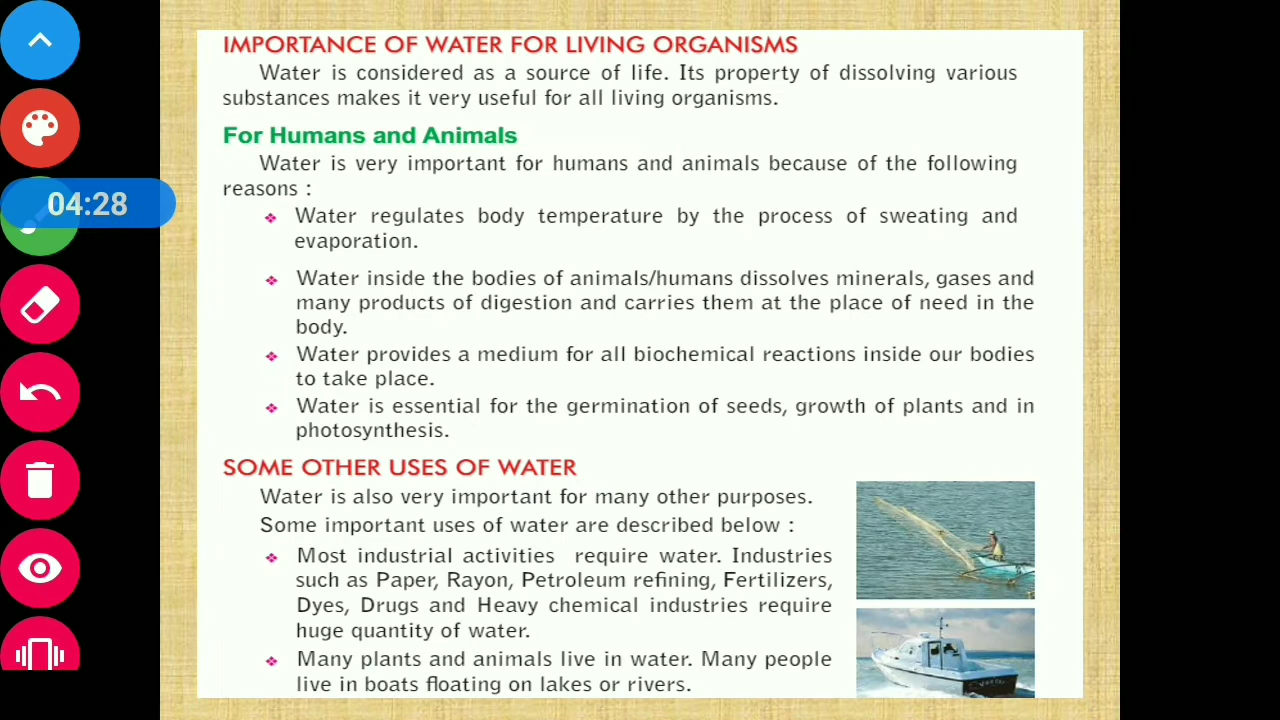 IMPORTANCE OF WATER FOR LIVING ORGANISMS
Water is considered as a source of life. Its property of dissolving various
substances makes it very useful for all living organisms.
For Humans and Animals
Water is very important for humans and animals because of the following
reasons :
Water regulates body temperature by the process of sweating and
evaporation.
Water inside the bodies of animals/humans dissolves minerals, gases and
many products of digestion and carries them at the place of need in the
body.
Water provides a medium for all biochemical reactions inside our bodies
to take place.
Water is essential for the germination of seeds, growth of plants and in
photosynthesis.
SOME OTHER USES OF WATER
Water is also very important for many other purposes.
Some important uses of water are described below :
Most industrial activities require water. Industries
such as Paper, Rayon, Petroleum refining, Fertilizers,
Dyes, Drugs and Heavy chemical industries require
huge quantity of water.
Many plants and animals live in water. Many people
live in boats floating on lakes or rivers.
04:28